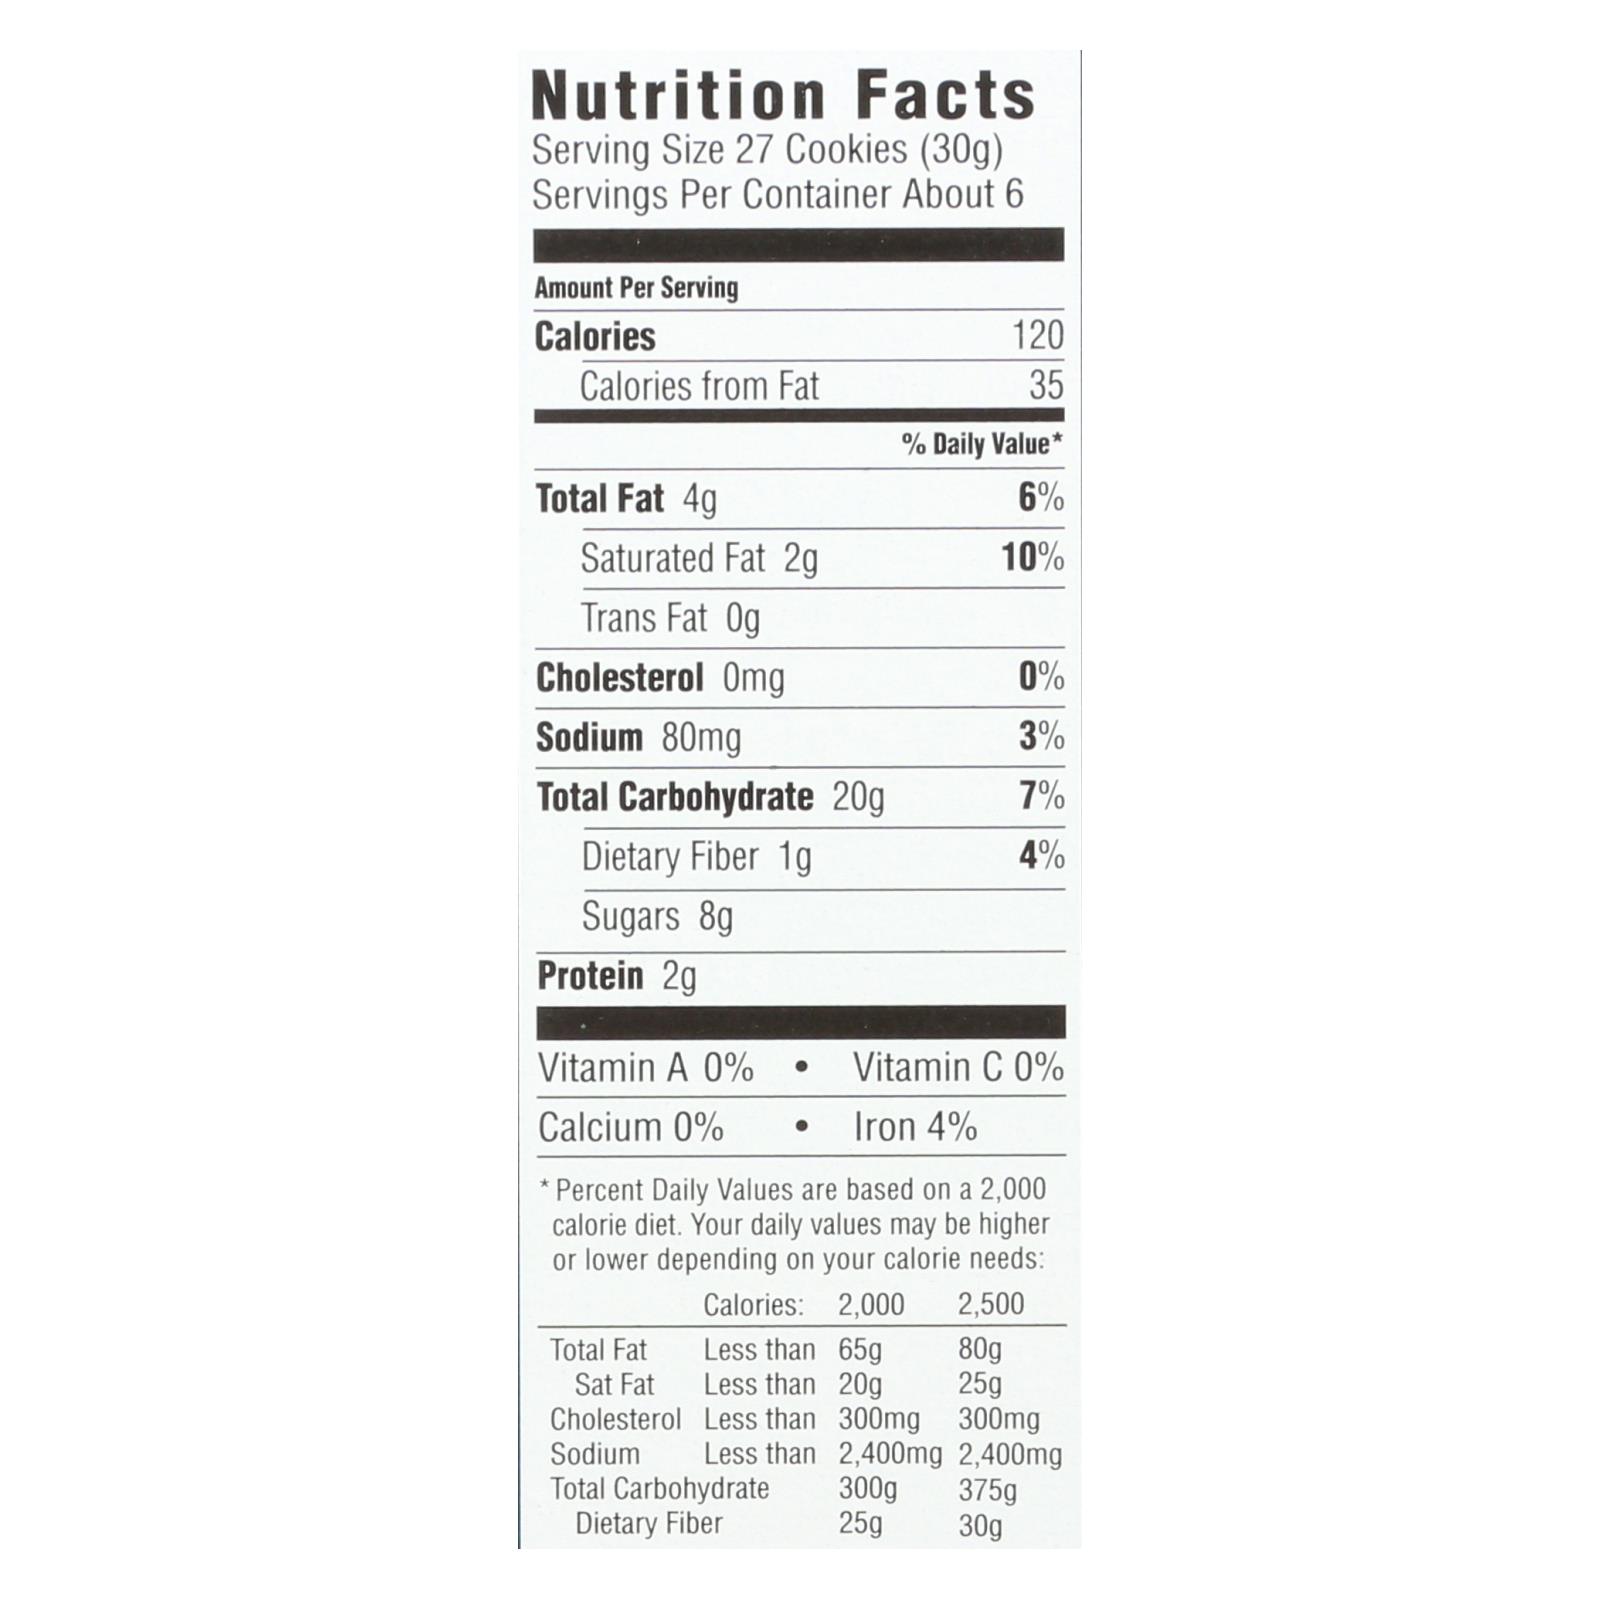 Nutrition Facts
Serving Size 27 Cookies (30g)
Servings Per Container About 6
Amount Per Serving
Calories 120
Calories from Fat 35
% Daily Value*
Total Fat 4g 6%
Saturated Fat 2g 10%
Trans Fat 0g
Cholesterol 0mg 0%
Sodium 80mg 3%
Total Carbohydrate 20g 7%
Dietary Fiber 1g 4%
Sugars 8g
Protein 2g
Vitamin A 0% • Vitamin C 0%
Calcium 0% • Iron 4%
* Percent Daily Values are based on a 2,000
calorie diet. Your daily values may be higher
or lower depending on your calorie needs:
Calories: 2,000 2,500
Total Fat Less than 65g 80g
Sat Fat Less than 20g 25g
Cholesterol Less than 300mg 300mg
Sodium Less than 2,400mg 2,400mg
Total Carbohydrate 300g 375g
Dietary Fiber 25g 30g